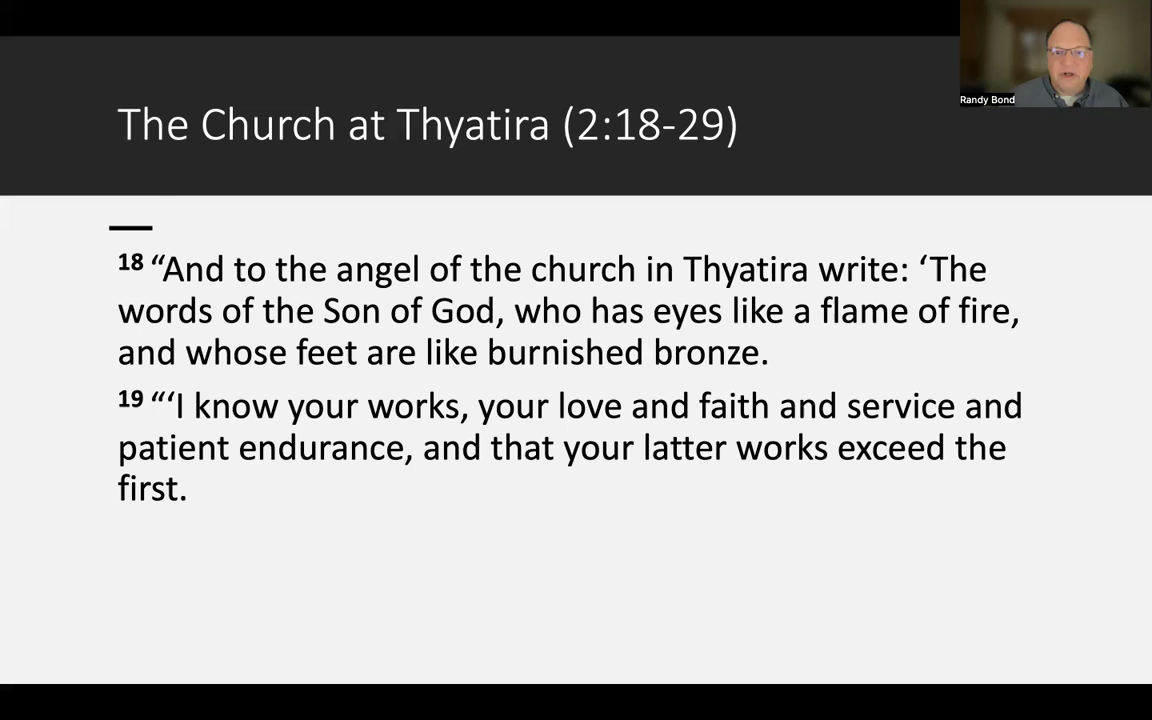 Randy Bond
The Church at Thyatira (2:18-29)
18 “And to the angel of the church in Thyatira write: ‘The
words of the Son of God, who has eyes like a flame of fire,
and whose feet are like burnished bronze.
19 “‘I know your works, your love and faith and service and
patient endurance, and that your latter works exceed the
first.